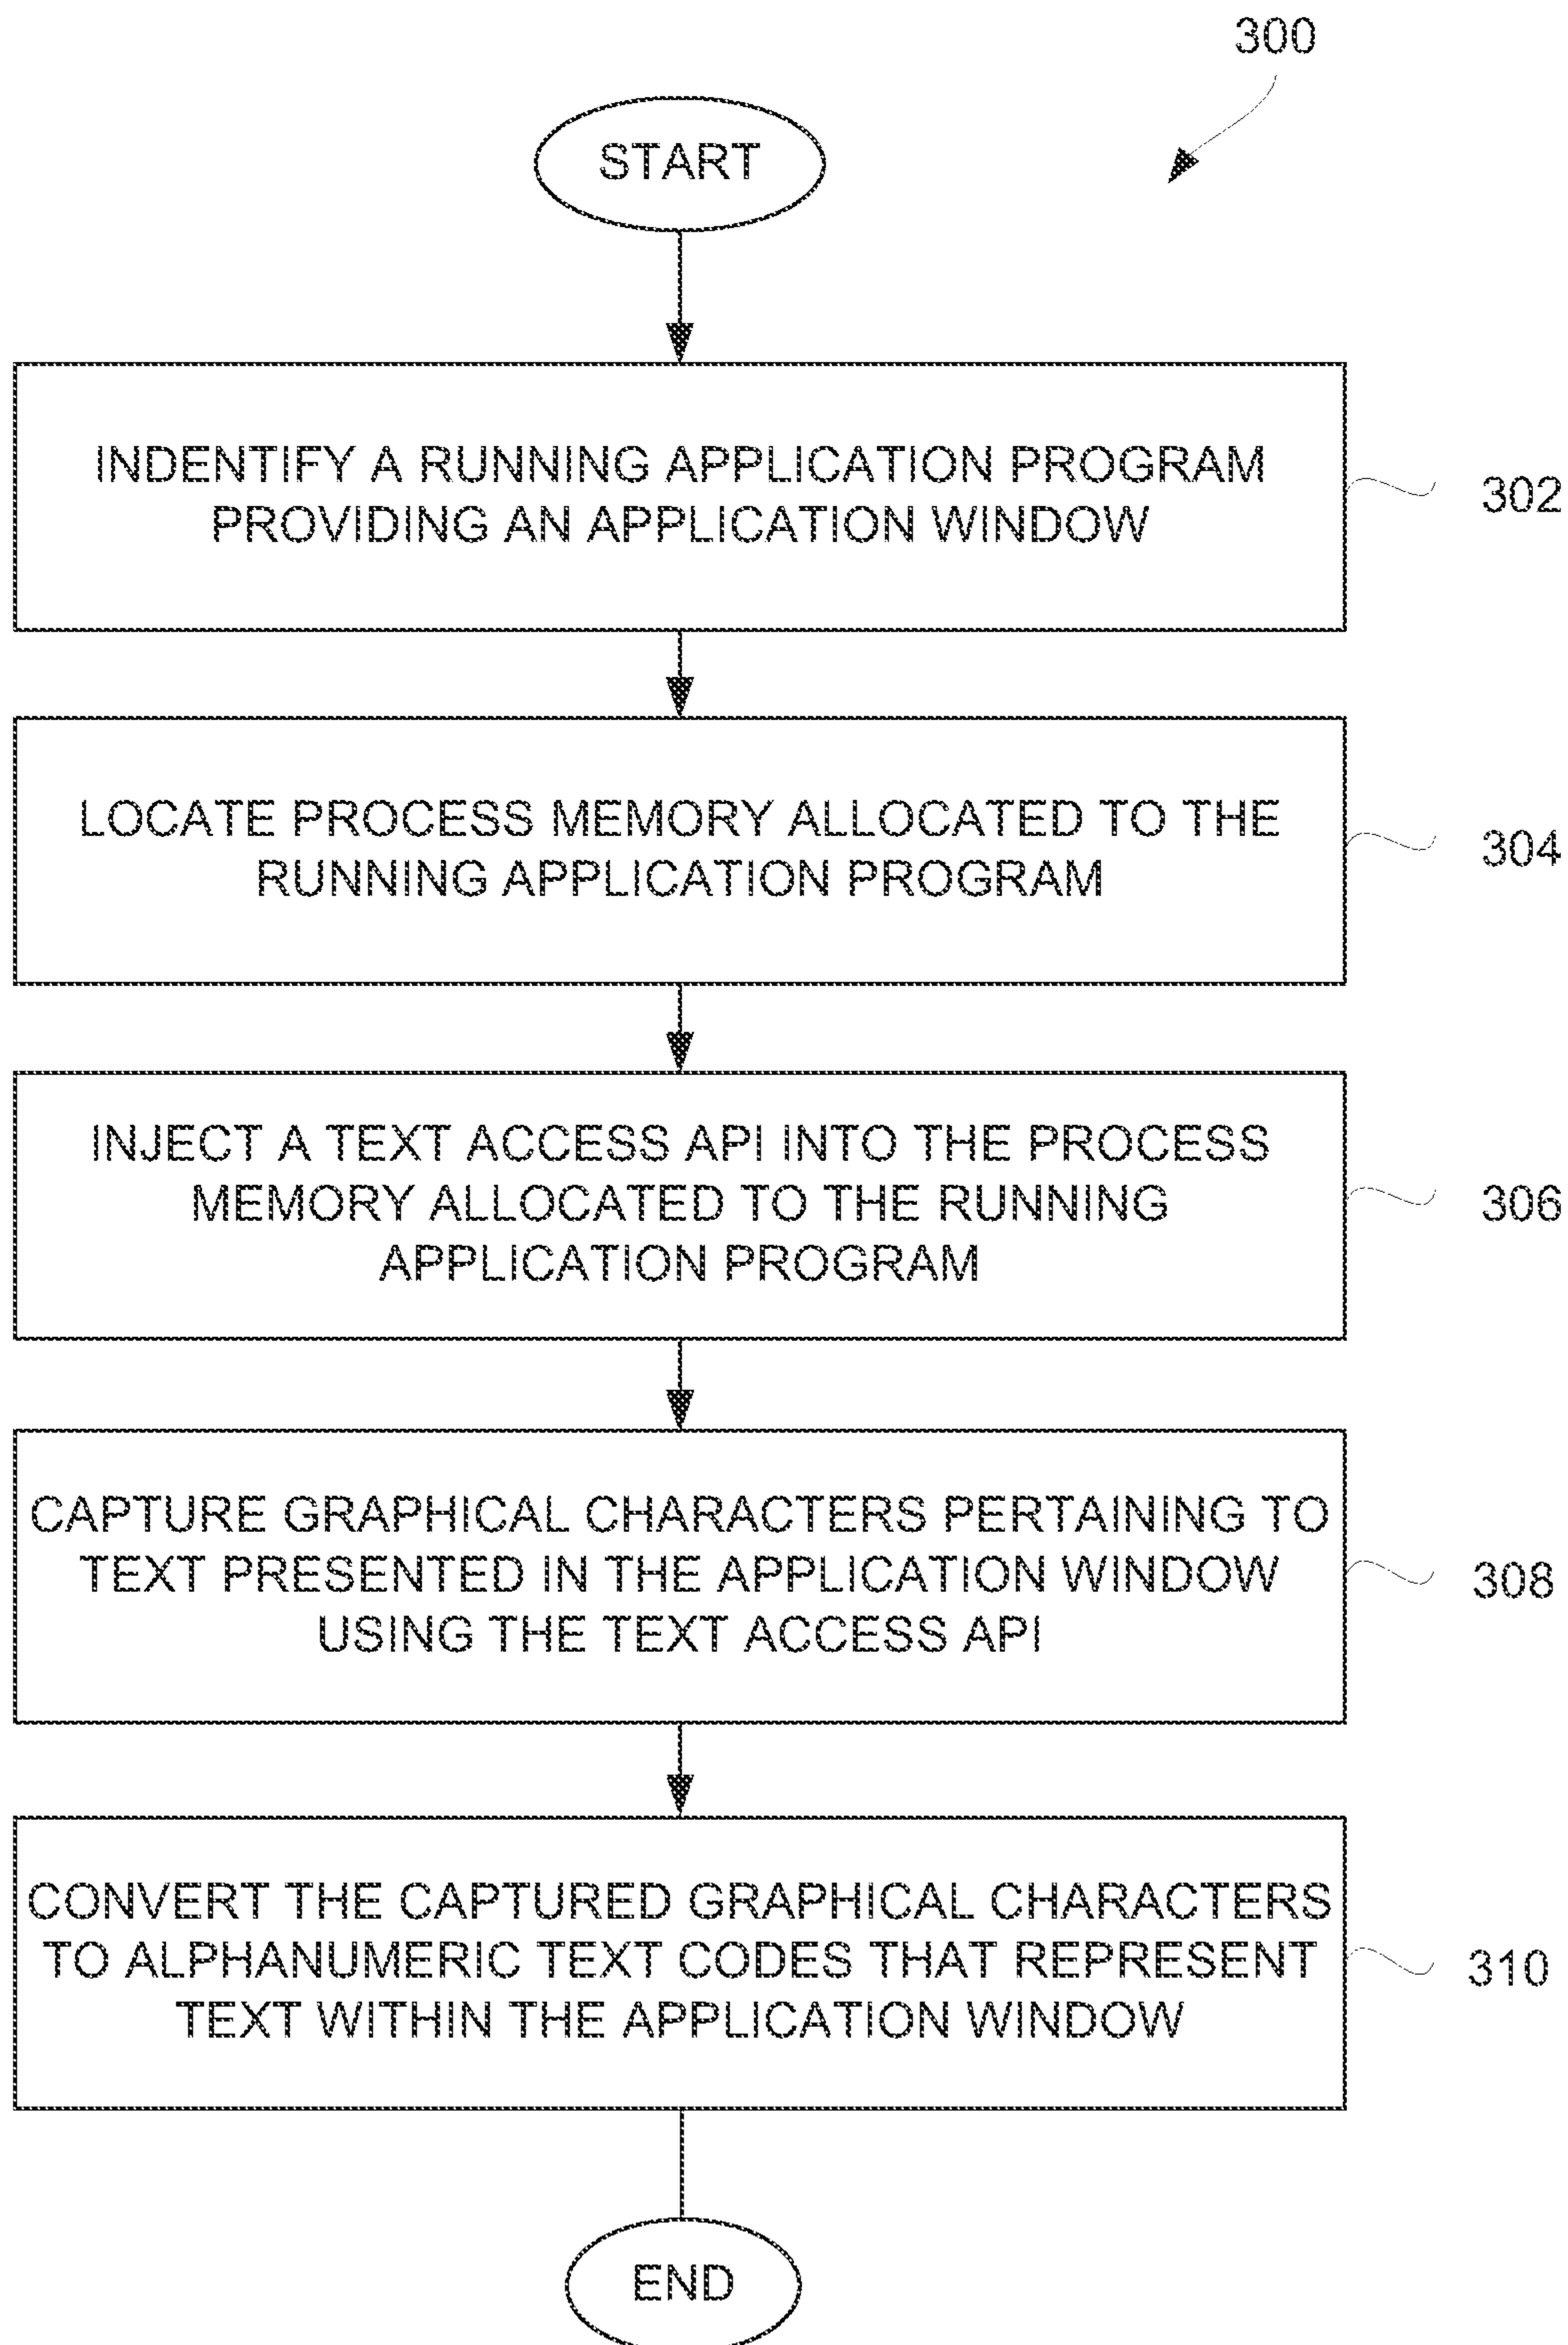 300
START
INDENTIFY A RUNNING APPLICATION PROGRAM
PROVIDING AN APPLICATION WINDOW
302
LOCATE PROCESS MEMORY ALLOCATED TO THE
RUNNING APPLICATION PROGRAM
304
INJECT A TEXT ACCESS API INTO THE PROCESS
MEMORY ALLOCATED TO THE RUNNING
APPLICATION PROGRAM
306
CAPTURE GRAPHICAL CHARACTERS PERTAINING TO
TEXT PRESENTED IN THE APPLICATION WINDOW
USING THE TEXT ACCESS API
308
CONVERT THE CAPTURED GRAPHICAL CHARACTERS
TO ALPHANUMERIC TEXT CODES THAT REPRESENT
TEXT WITHIN THE APPLICATION WINDOW
310
END